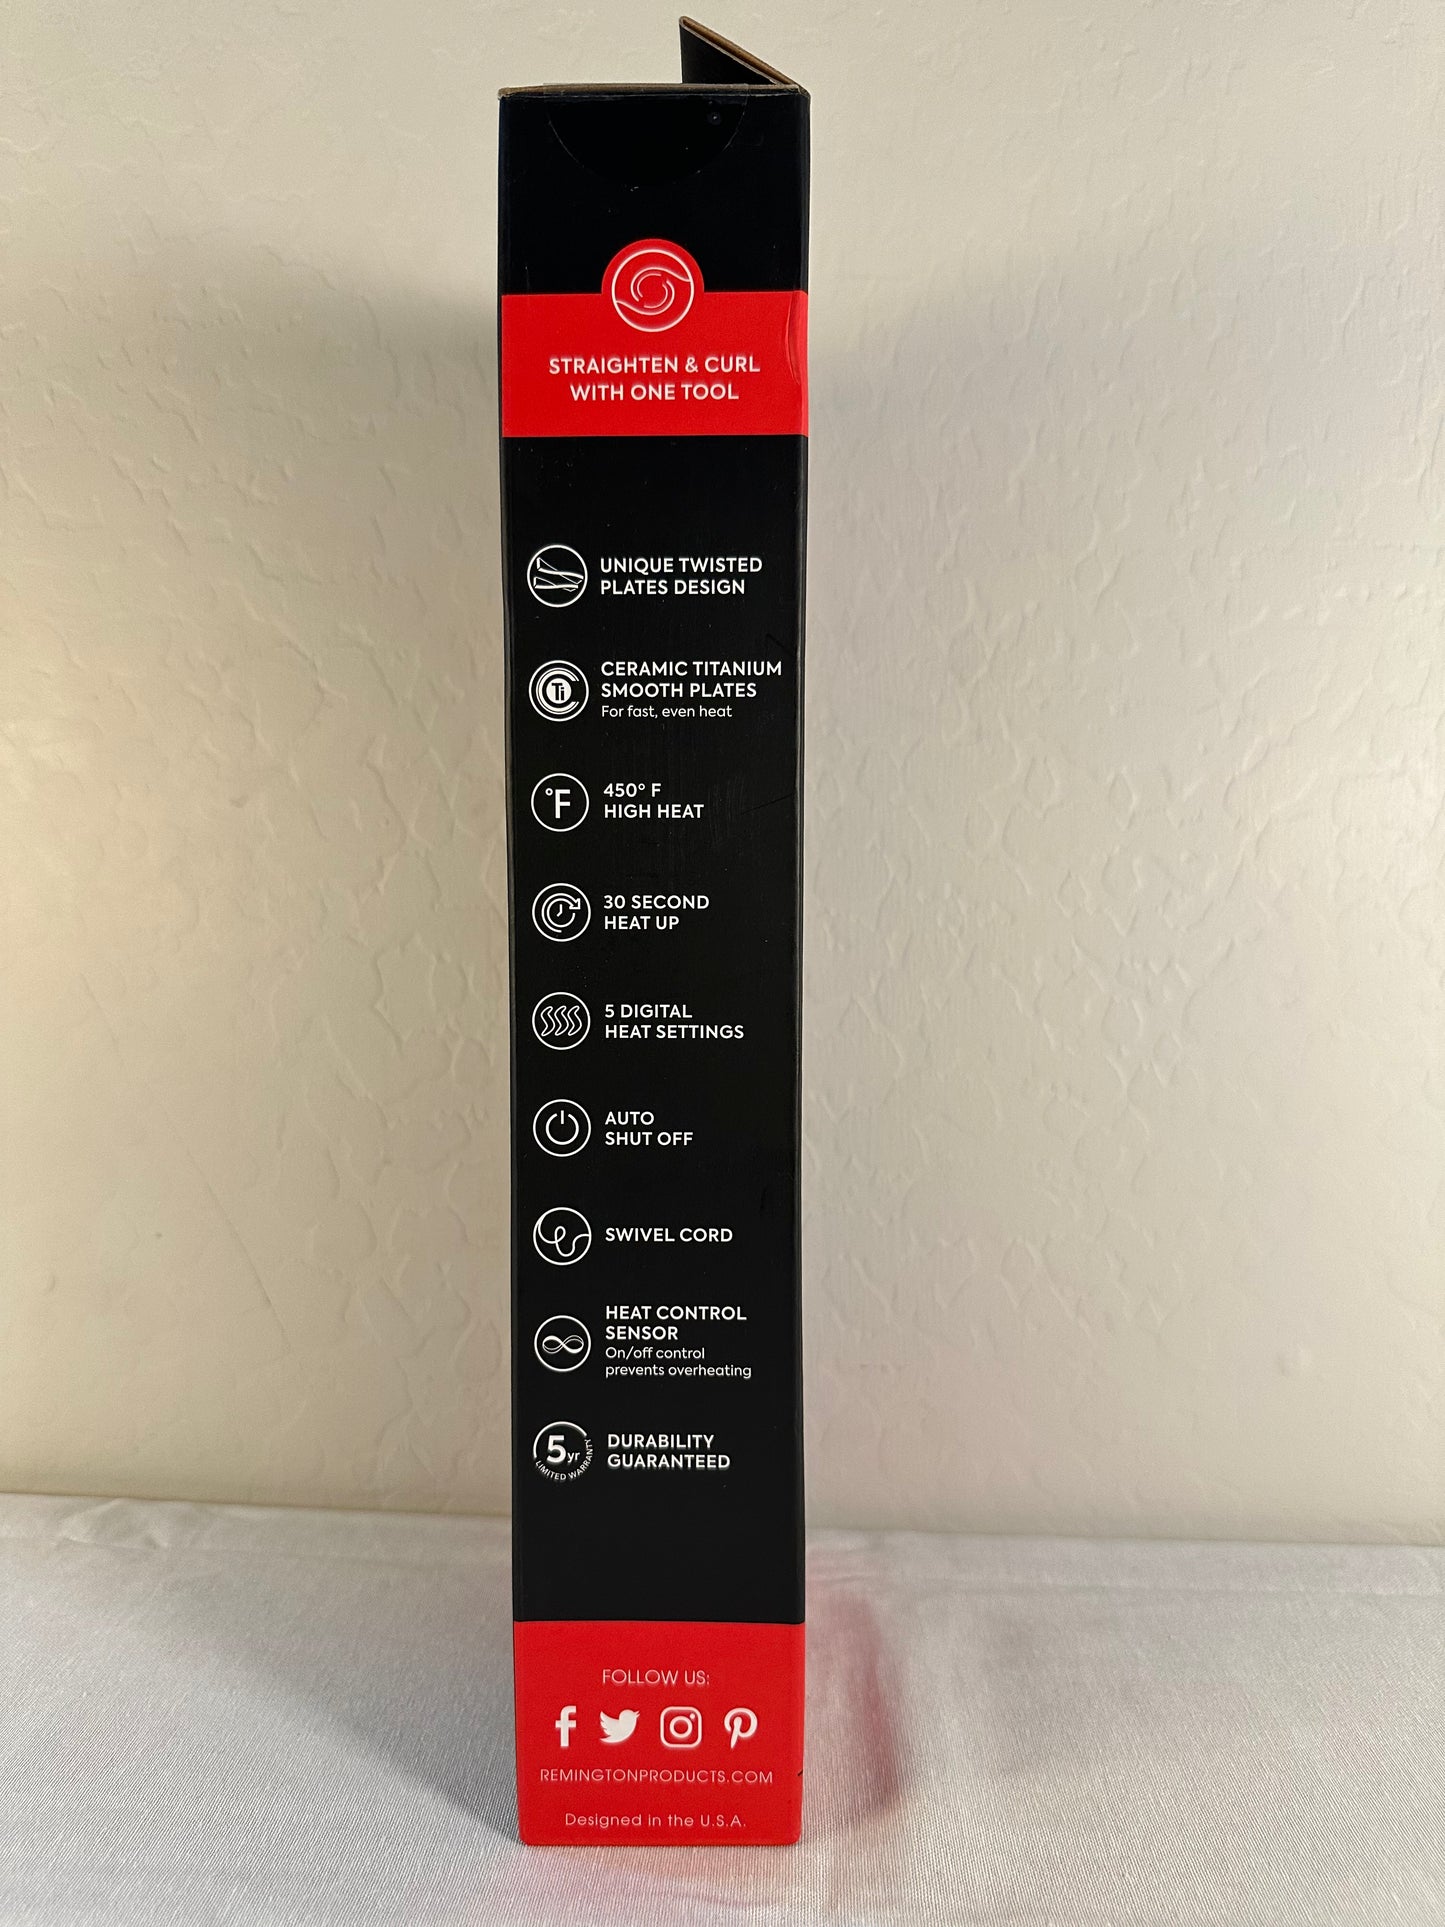 STRAIGHTEN & CURL
WITH ONE TOOL
UNIQUE TWISTED
PLATES DESIGN
Ti
CERAMIC TITANIUM
SMOOTH PLATES
For fast, even heat
°F
450° F
HIGH HEAT
30 SECOND
HEAT UP
5 DIGITAL
HEAT SETTINGS
AUTO
SHUT OFF
SWIVEL CORD
HEAT CONTROL
SENSOR
On/off control
prevents overheating
5yr
LIMITED WARRANTY
DURABILITY
GUARANTEED
FOLLOW US:
REMINGTONPRODUCTS.COM
Designed in the U.S.A.